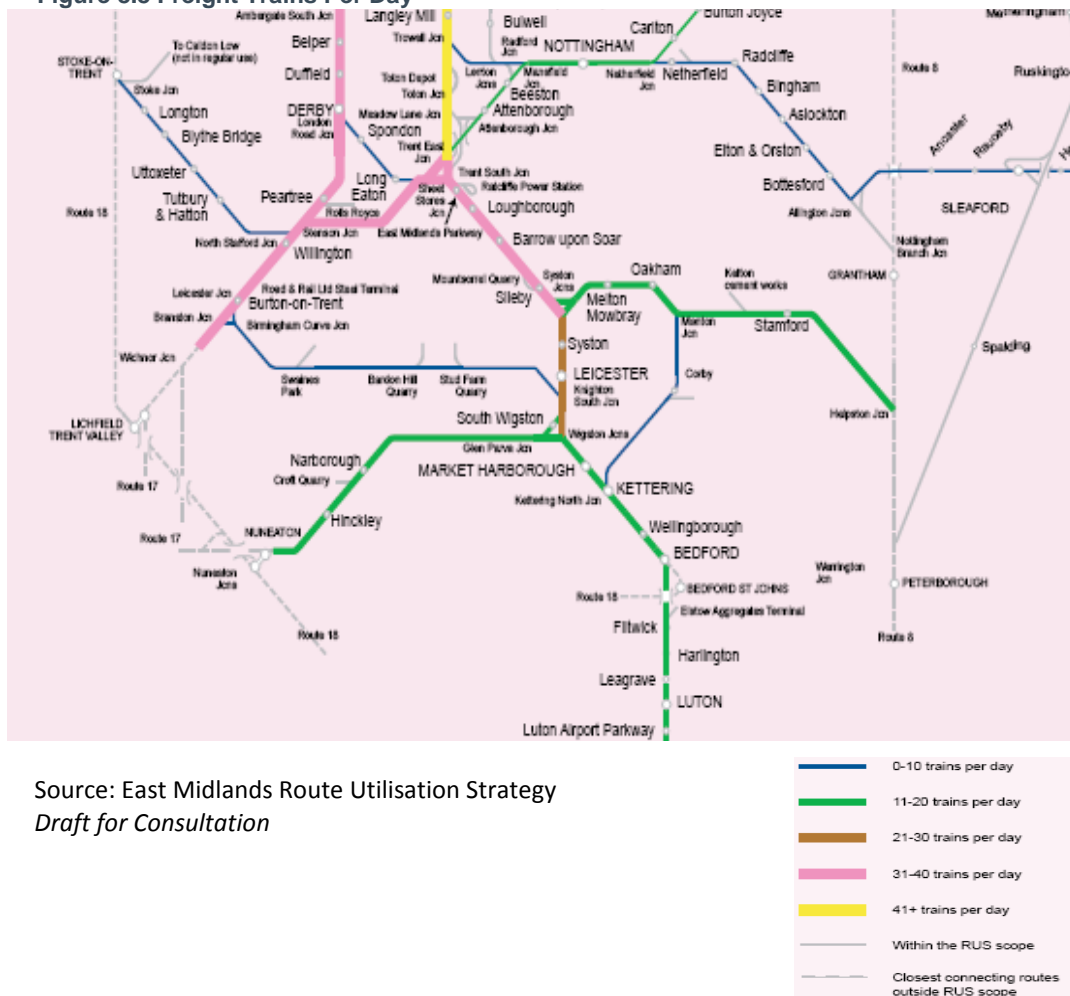 Figure 3.3 Freight Trains Per Day
Ambergate South Jcn
Langley Mill
Bulwell
Burton Joyce
Carlton
Belper
Trowell Jcn
Radford
Jcn
NOTTINGHAM
Radcliffe
Route 8
Ruskington
To Caldon Low
(not in regular use)
STOKE-ON-
TRENT
Stoke Jcn
Duffield
Toton Depot
Toton Jcn
Lenton
Jcns
Mansfield
Jcn
Netherfield
Jcn
Netherfield
Bingham
Longton
DERBY
London
Road Jcn
Meadow Lane Jcn
Beeston
Attenborough
Attenborough Jcn
Aslockton
Ancaster
Rauceby
Blythe Bridge
Spondon
Trent East
Jcn
Elton & Orston
Uttoxeter
Trent South Jcn
Bottesford
Tutbury
& Hatton
Peartree
Long
Eaton
Sheet
Stores
Jcn
Ratcliffe Power Station
Loughborough
Allington Jcns
SLEAFORD
Route 18
Rolls Royce
Stenson Jcn
East Midlands Parkway
North Stafford Jcn
Willington
Barrow upon Soar
Nottingham
Branch Jcn
Mountsorrel Quarry
Syston
Jcns
Oakham
Ketton
cement works
GRANTHAM
Leicester Jcn
Road & Rail Ltd Steel Terminal
Burton-on-Trent
Sileby
Melton
Mowbray
Branston Jcn
Birmingham Curve Jcn
Manton
Jcn
Stamford
Wichnor Jcn
Syston
Spalding
Swains
Park
Bardon Hill
Quarry
Stud Farm
Quarry
LEICESTER
Knighton
South Jcn
Corby
LICHFIELD
TRENT VALLEY
South Wigston
Helpston Jcn
Glen Parva Jcn
Wigston Jcns
Narborough
Croft Quarry
MARKET HARBOROUGH
Route 17
KETTERING
Kettering North Jcn
Hinckley
Wellingborough
NUNEATON
Route 17
BEDFORD
Nuneaton
Jcns
Werrington
Jcn
BEDFORD ST JOHNS
PETERBOROUGH
Route 18
Elstow Aggregates Terminal
Flitwick
Route 18
Route 8
Harlington
Leagrave
LUTON
Luton Airport Parkway
Source: East Midlands Route Utilisation Strategy
Draft for Consultation
0-10 trains per day
11-20 trains per day
21-30 trains per day
31-40 trains per day
41+ trains per day
Within the RUS scope
Closest connecting routes
outside RUS scope